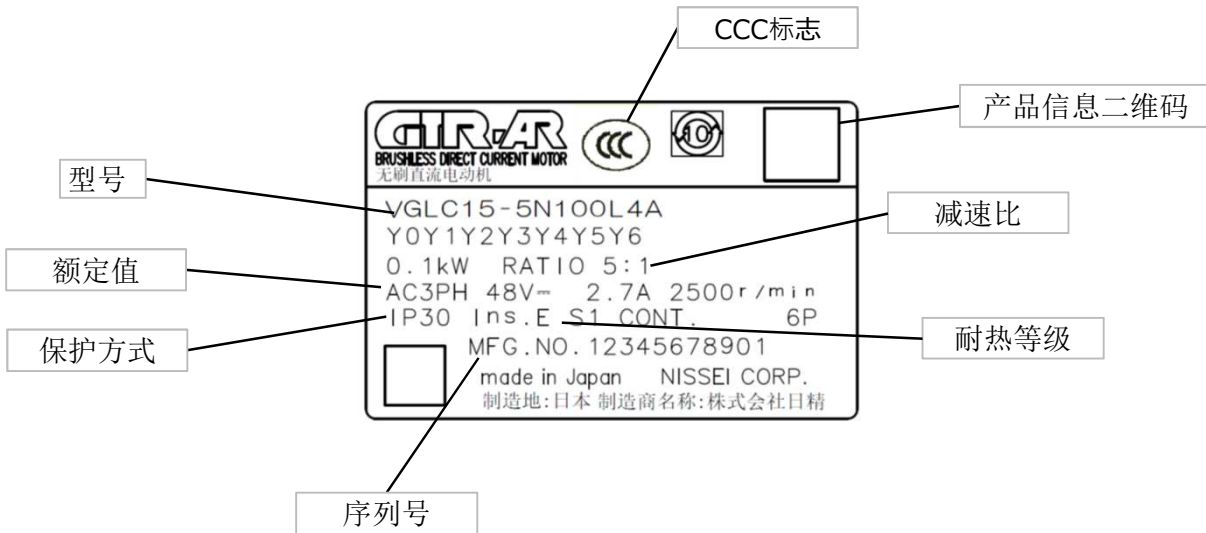 CCC标志
产品信息二维码
GTR-AR
BRUSHLESS DIRECT CURRENT MOTOR
无刷直流电动机
CCC
10
型号
VGLC15-5N100L4A
减速比
Y0Y1Y2Y3Y4Y5Y6
0.1kW RATIO 5:1
额定值
AC3PH 48V⎓ 2.7A 2500r/min
IP30 Ins.E S1 CONT. 6P
保护方式
耐热等级
MFG.NO.12345678901
made in Japan NISSEI CORP.
制造地:日本 制造商名称:株式会社日精
序列号